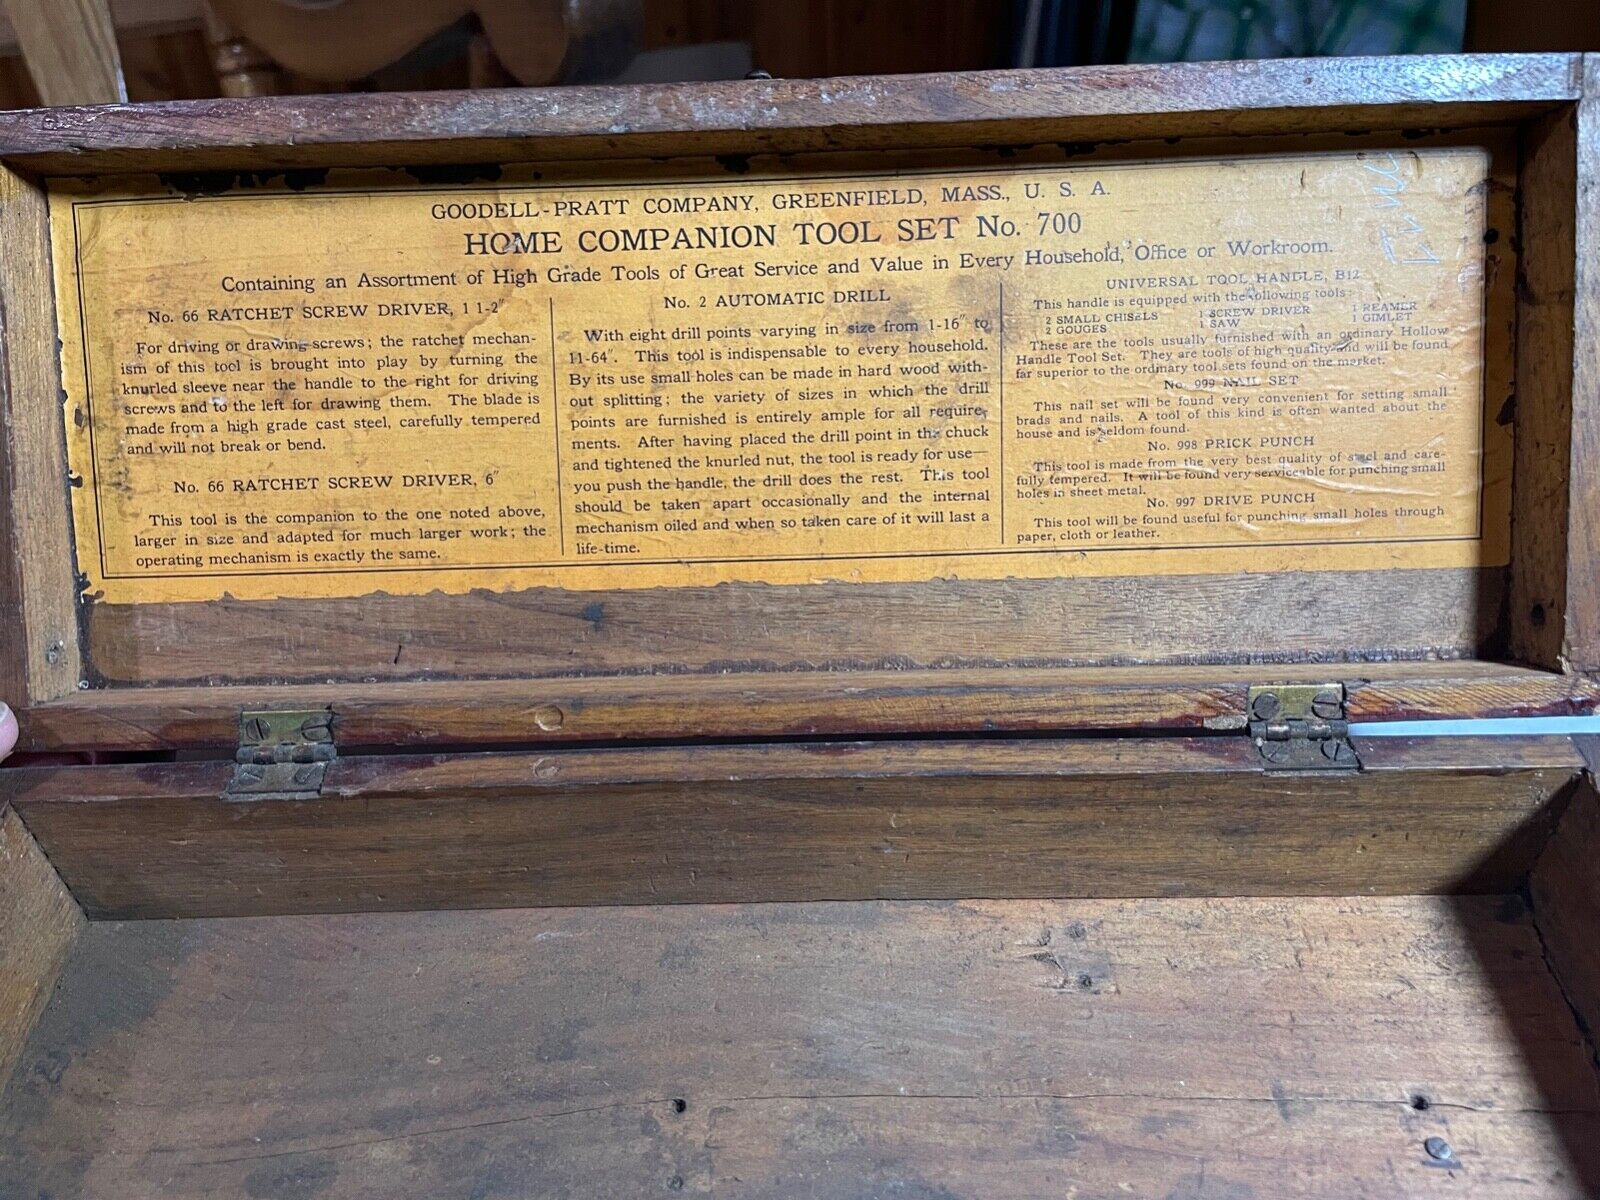 GOODELL-PRATT COMPANY, GREENFIELD, MASS., U. S. A.
HOME COMPANION TOOL SET No. 700
Containing an Assortment of High Grade Tools of Great Service and Value in Every Household, Office or Workroom.
No. 66 RATCHET SCREW DRIVER, 1 1-2"
For driving or drawing screws; the ratchet mechan-
ism of this tool is brought into play by turning the
knurled sleeve near the handle to the right for driving
screws and to the left for drawing them. The blade is
made from a high grade cast steel, carefully tempered
and will not break or bend.
No. 66 RATCHET SCREW DRIVER, 6"
This tool is the companion to the one noted above,
larger in size and adapted for much larger work; the
operating mechanism is exactly the same.
No. 2 AUTOMATIC DRILL
With eight drill points varying in size from 1-16" to
11-64". This tool is indispensable to every household.
By its use small holes can be made in hard wood with-
out splitting; the variety of sizes in which the drill
points are furnished is entirely ample for all require-
ments. After having placed the drill point in the chuck
and tightened the knurled nut, the tool is ready for use—
you push the handle, the drill does the rest. This tool
should be taken apart occasionally and the internal
mechanism oiled and when so taken care of it will last a
life-time.
UNIVERSAL TOOL HANDLE, B12
This handle is equipped with the following tools:
2 SMALL CHISELS 1 SCREW DRIVER 1 REAMER
2 GOUGES 1 SAW 1 GIMLET
These are the tools usually furnished with an ordinary Hollow
Handle Tool Set. They are tools of high quality and will be found
far superior to the ordinary tool sets found on the market.
No. 999 NAIL SET
This nail set will be found very convenient for setting small
brads and nails. A tool of this kind is often wanted about the
house and is seldom found.
No. 998 PRICK PUNCH
This tool is made from the very best quality of steel and care-
fully tempered. It will be found very serviceable for punching small
holes in sheet metal.
No. 997 DRIVE PUNCH
This tool will be found useful for punching small holes through
paper, cloth or leather.